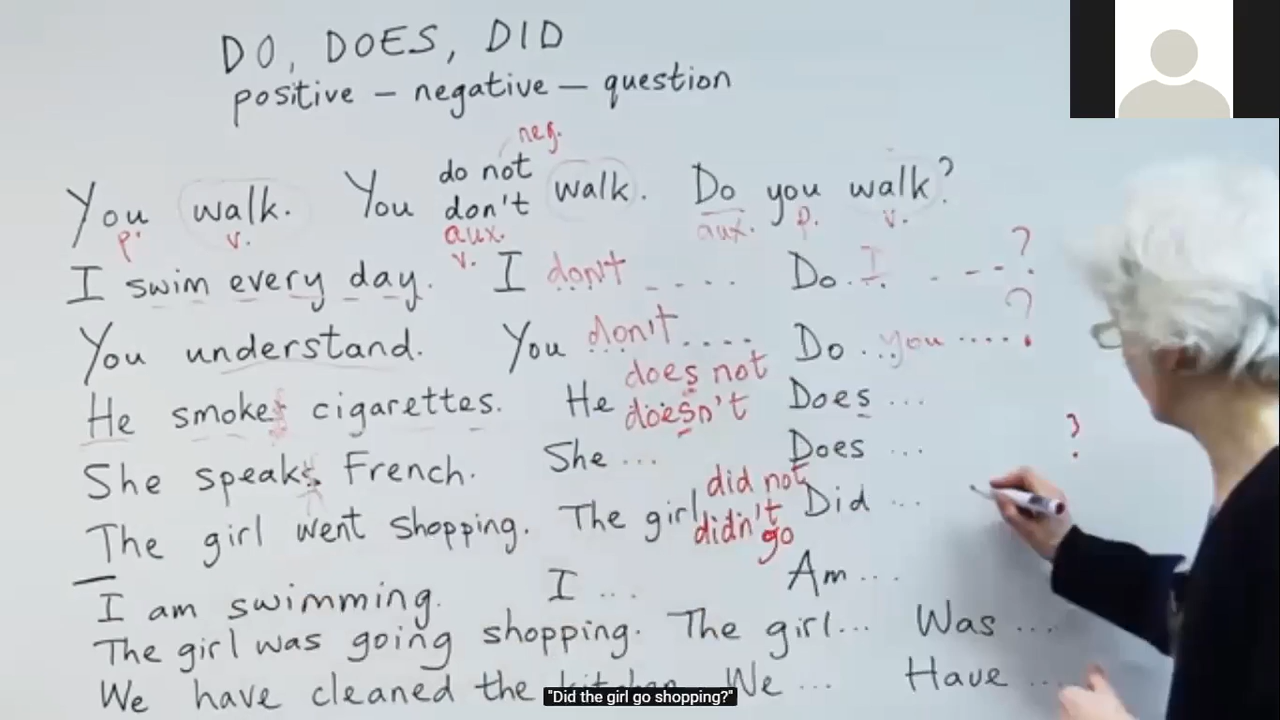 DO, DOES, DID
positive – negative – question
neg.
do not
You walk. You don't walk. Do you walk?
p. v. aux. v. aux. p. v.
I swim every day. I don't .... Do I ...?
You understand. You don't .... Do ..you ....?
does not
He smokes cigarettes. He doesn't Does ...
She speaks French. She ... Does ... ?
did not
The girl went shopping. The girl didn't go Did ...
I am swimming. I ... Am ...
The girl was going shopping. The girl... Was ...
We have cleaned the kitchen We ... Have ...
"Did the girl go shopping?"